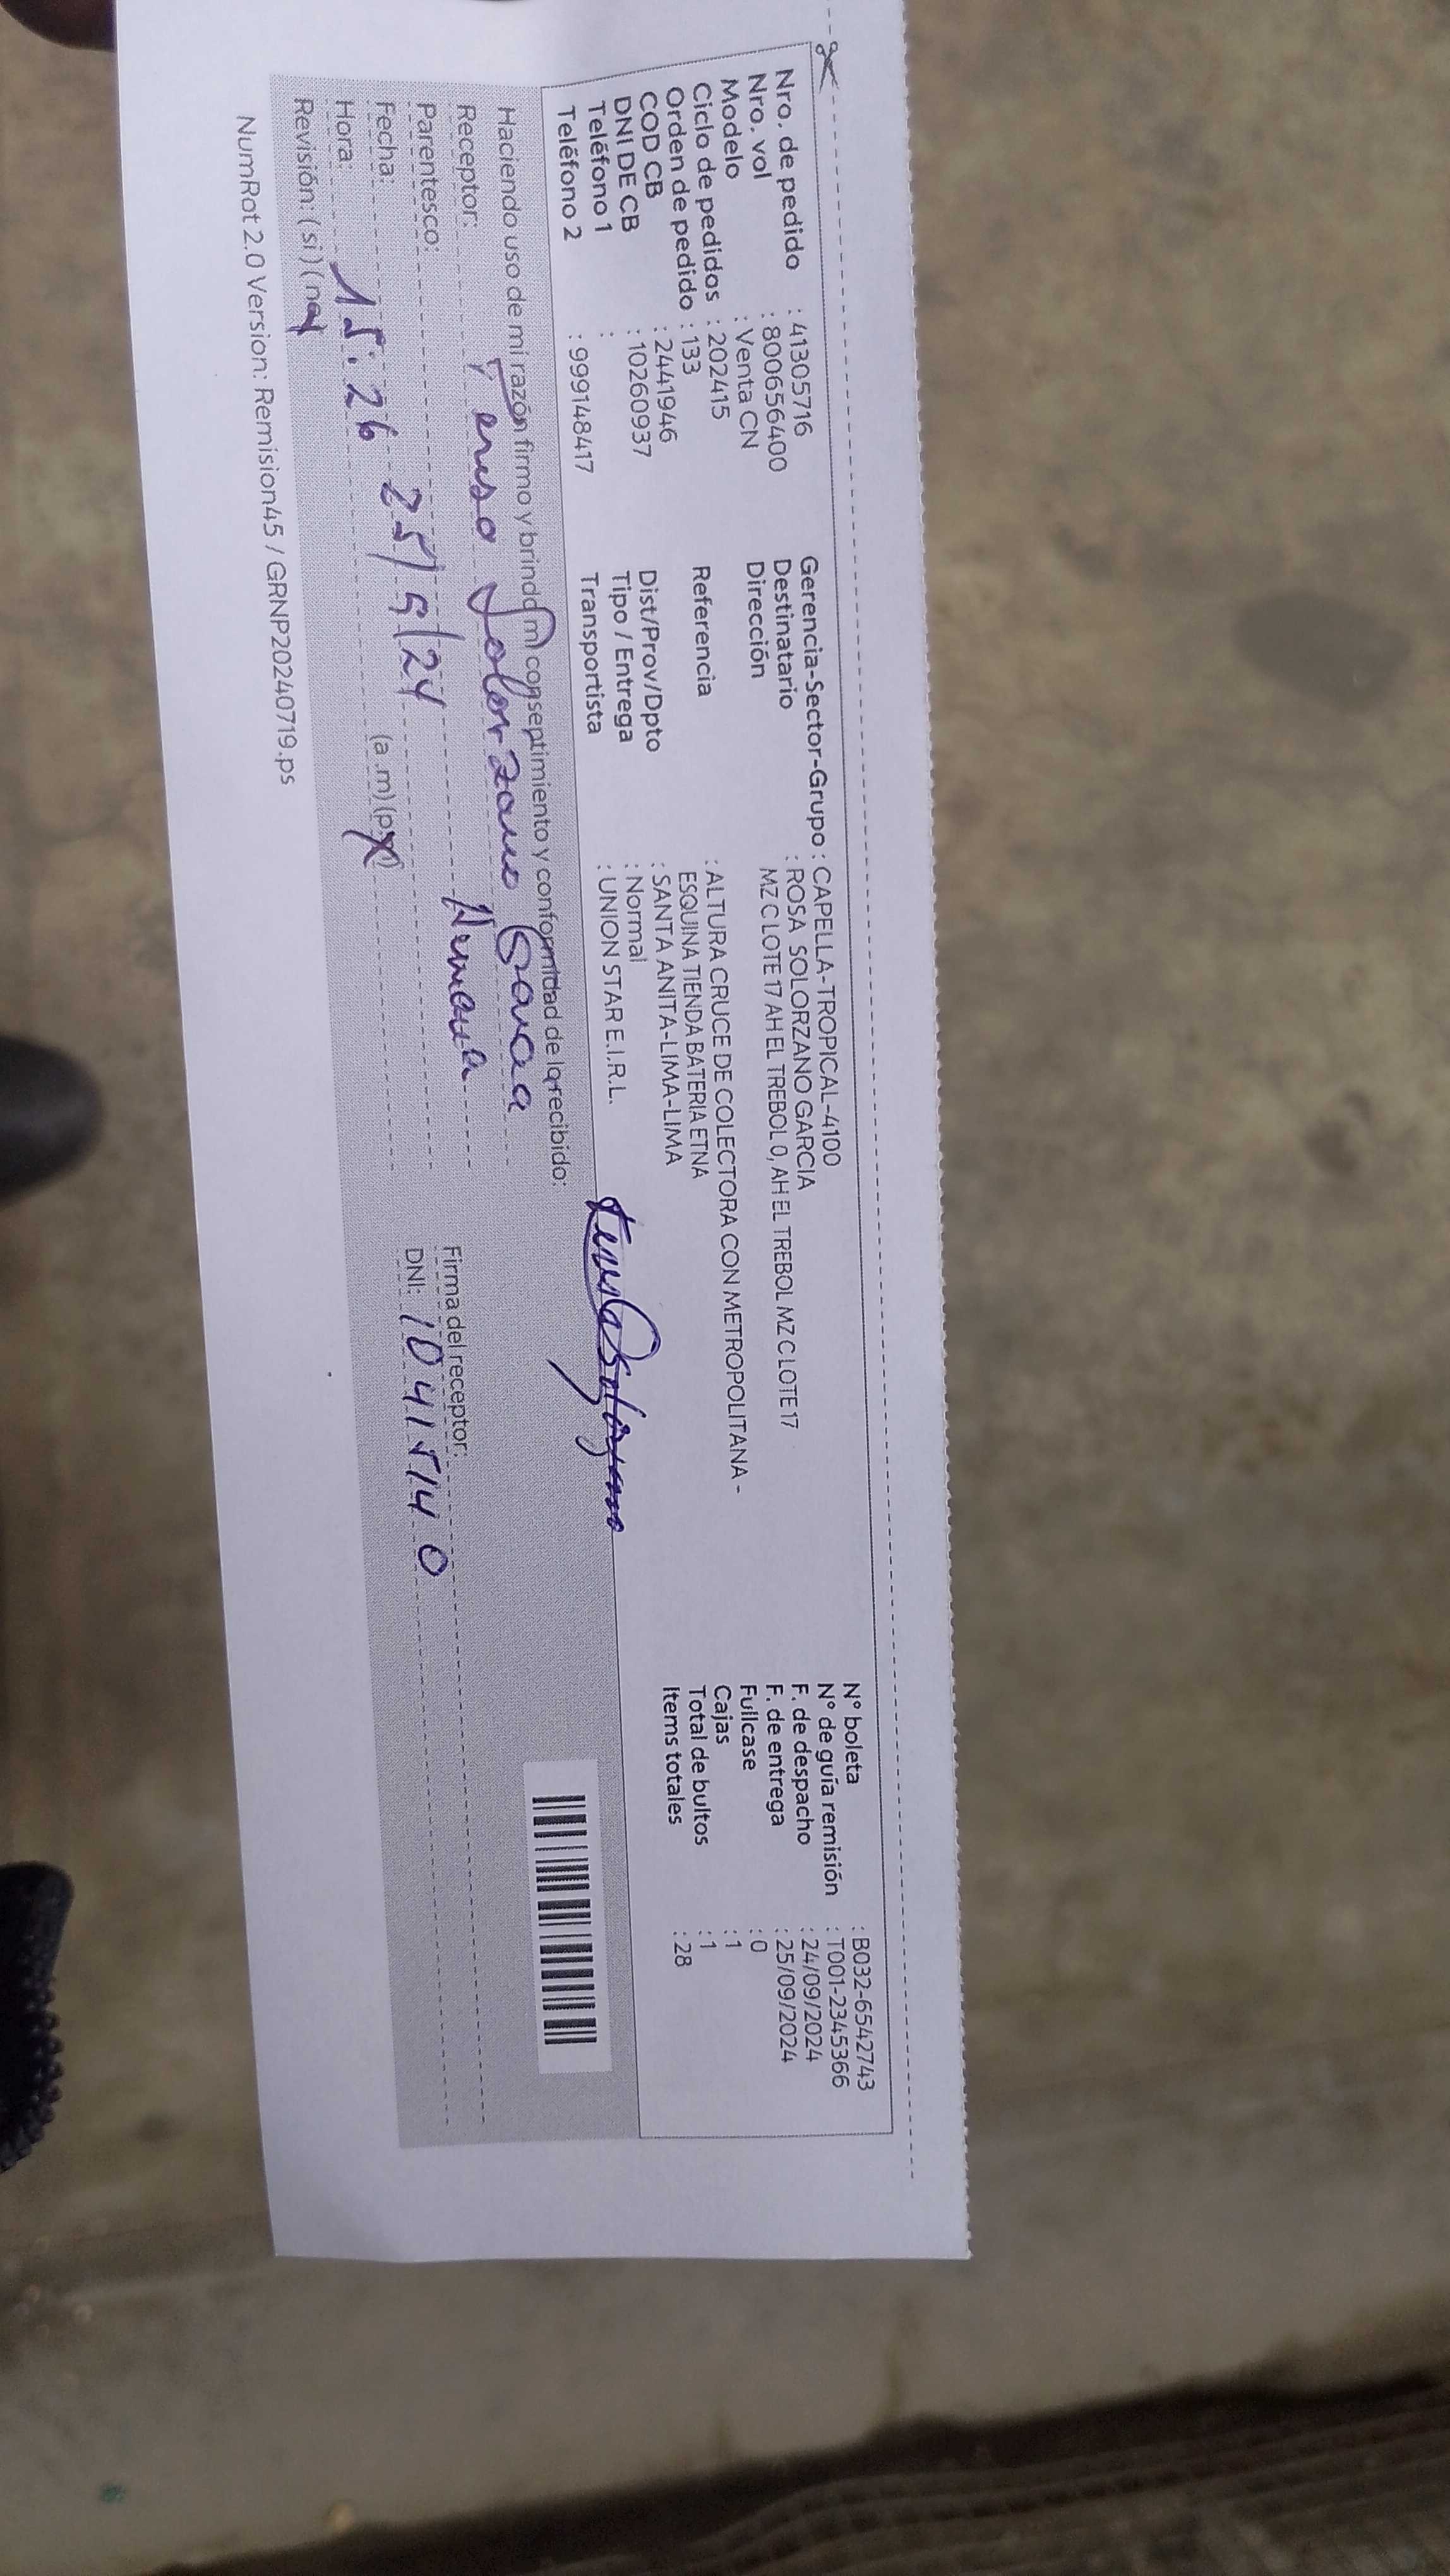 Nro. de pedido : 41305716
Nro. vol : 800656400
Modelo : Venta CN
Ciclo de pedidos : 202415
Orden de pedido : 133
COD CB : 2441946
DNI DE CB : 10260937
Teléfono 1 :
Teléfono 2 : 999148417
Gerencia-Sector-Grupo : CAPELLA-TROPICAL-4100
Destinatario : ROSA SOLORZANO GARCIA
Dirección MZ C LOTE 17 AH EL TREBOL 0, AH EL TREBOL MZ C LOTE 17
Referencia : ALTURA CRUCE DE COLECTORA CON METROPOLITANA -
ESQUINA TIENDA BATERIA ETNA
Dist/Prov/Dpto : SANTA ANITA-LIMA-LIMA
Tipo / Entrega : Normal
Transportista : UNION STAR E.I.R.L.
N° boleta : B032-6542743
N° de guía remisión : T001-2345366
F. de despacho : 24/09/2024
F. de entrega : 25/09/2024
Fullcase : 0
Cajas : 1
Total de bultos : 1
Items totales : 28
Haciendo uso de mi razón firmo y brindo mi conseptimiento y conformidad de lo recibido:
Receptor: Solorzano
Parentesco: Hermana
Fecha: 25/9/24
Hora: 15:26 (a.m) (p.m)
Revisión: (si) (no)
Firma del receptor:
DNI: 10415140
NumRot 2.0 Version: Remision45 / GRNP20240719.ps